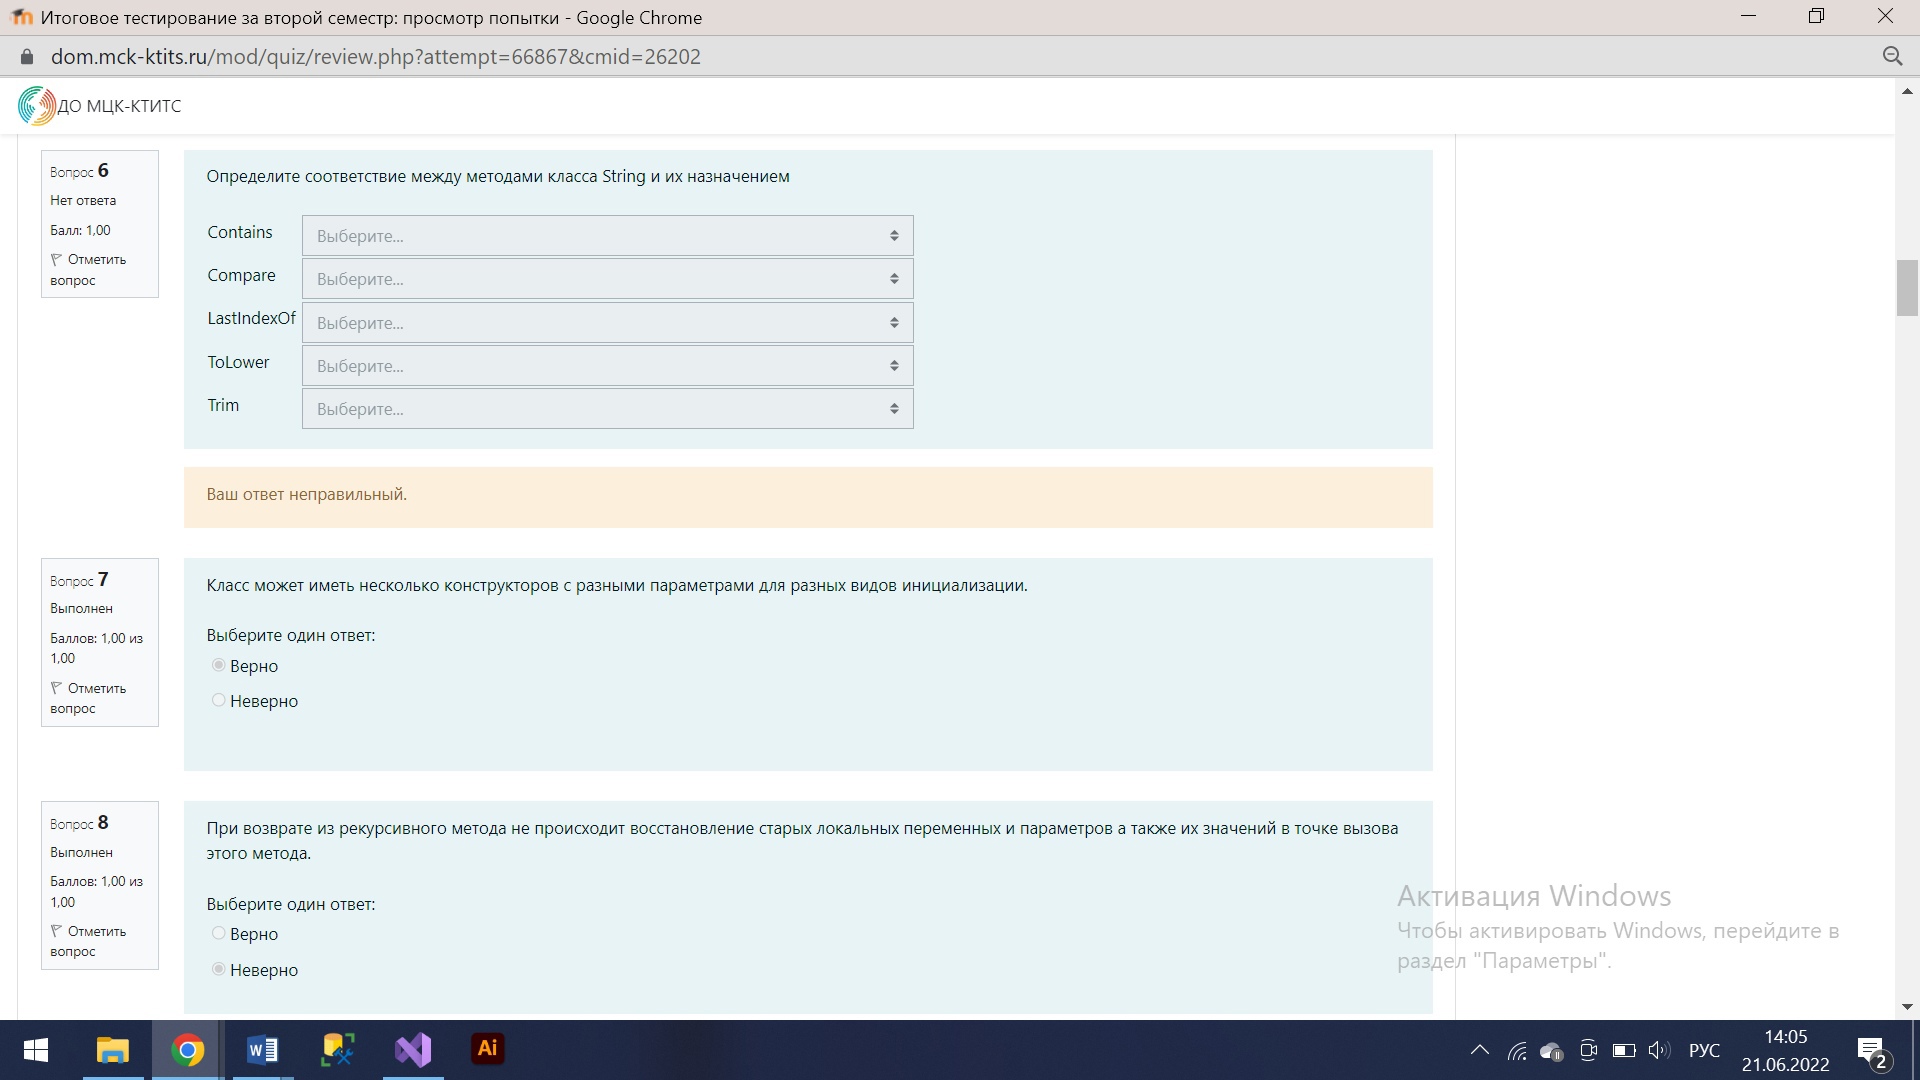 Итоговое тестирование за второй семестр: просмотр попытки - Google Chrome
dom.mck-ktits.ru/mod/quiz/review.php?attempt=66867&cmid=26202
ДО МЦК-КТИТС
Вопрос 6
Нет ответа
Балл: 1,00
Отметить
вопрос
Определите соответствие между методами класса String и их назначением
Contains Выберите...
Compare Выберите...
LastIndexOf Выберите...
ToLower Выберите...
Trim Выберите...
Ваш ответ неправильный.
Вопрос 7
Выполнен
Баллов: 1,00 из
1,00
Отметить
вопрос
Класс может иметь несколько конструкторов с разными параметрами для разных видов инициализации.
Выберите один ответ:
Верно
Неверно
Вопрос 8
Выполнен
Баллов: 1,00 из
1,00
Отметить
вопрос
При возврате из рекурсивного метода не происходит восстановление старых локальных переменных и параметров а также их значений в точке вызова
этого метода.
Выберите один ответ:
Верно
Неверно
Активация Windows
Чтобы активировать Windows, перейдите в
раздел "Параметры".
Ai
РУС
14:05
21.06.2022
2